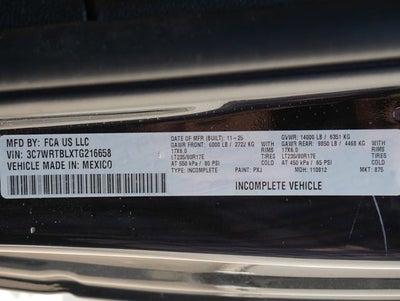 MFD BY: FCA US LLC
VIN: 3C7WRTBLXTG216658
VEHICLE MADE IN: MEXICO
DATE OF MFR (BUILT): 11-25 GVWR: 14000 LB / 6351 KG
GAWR FRONT: 6000 LB / 2722 KG WITH GAWR REAR: 9850 LB / 4468 KG WITH
17X6.0 RIMS 17X6.0 RIMS
LT235/80R17E TIRES LT235/80R17E TIRES
AT 550 kPa / 80 PSI COLD AT 450 kPa / 65 PSI COLD
TYPE: INCOMPLETE PAINT: PXJ MDH: 110812 MKT: 875
INCOMPLETE VEHICLE